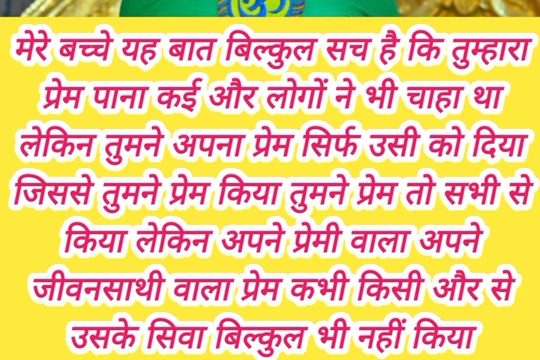 मेरे बच्चे यह बात बिल्कुल सच है कि तुम्हारा
प्रेम पाना कई और लोगों ने भी चाहा था
लेकिन तुमने अपना प्रेम सिर्फ उसी को दिया
जिससे तुमने प्रेम किया तुमने प्रेम तो सभी से
किया लेकिन अपने प्रेमी वाला अपने
जीवनसाथी वाला प्रेम कभी किसी और से
उसके सिवा बिल्कुल भी नहीं किया